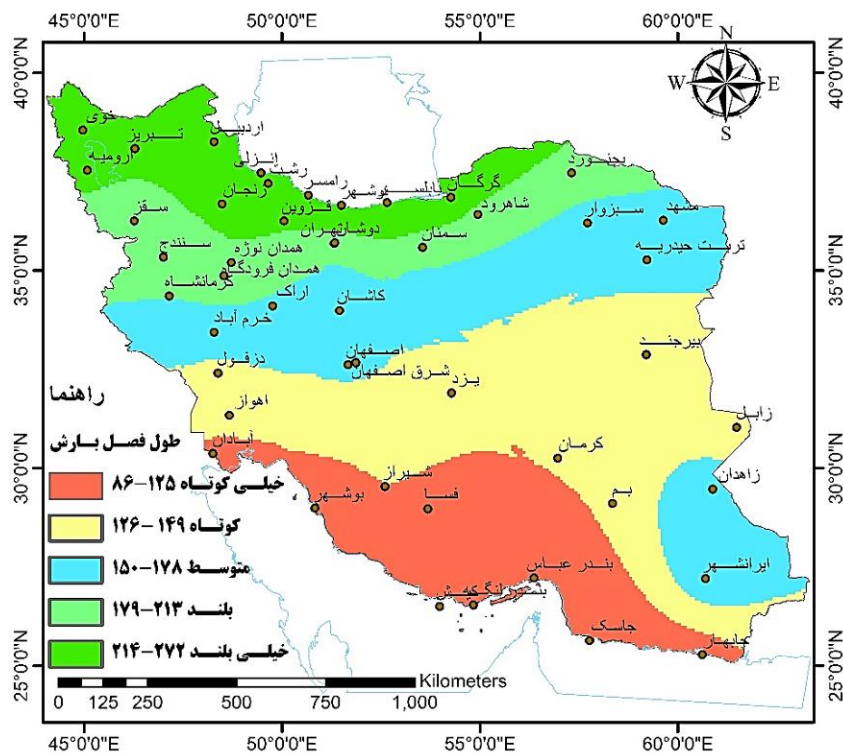 45°0'0"E 50°0'0"E 55°0'0"E 60°0'0"E
40°0'0"N
35°0'0"N
30°0'0"N
25°0'0"N
N
W E
S
40°0'0"N
35°0'0"N
30°0'0"N
25°0'0"N
خوی
تبریز
اردبیل
ارومیه
انزلی
رشت
زنجان
رامسر
قزوین
نوشهر
بابلسر
گرگان
بجنورد
شاهرود
سبزوار
مشهد
تربت حیدریه
سقز
سنندج
همدان نوژه
همدان فرودگاه
کرمانشاه
دوشان تهران
سمنان
اراک
کاشان
خرم آباد
اصفهان
شرق اصفهان
دزفول
یزد
بیرجند
اهواز
زابل
آبادان
کرمان
زاهدان
شیراز
بوشهر
فسا
بم
ایرانشهر
بندر عباس
بندرلنگه
کیش
جاسک
چابهار
راهنما
طول فصل بارش
خیلی کوتاه ۱۲۵-۸۶
کوتاه ۱۴۹-۱۲۶
متوسط ۱۷۸-۱۵۰
بلند ۲۱۳-۱۷۹
خیلی بلند ۲۷۲-۲۱۴
Kilometers
0 125 250 500 750 1,000
45°0'0"E 50°0'0"E 55°0'0"E 60°0'0"E